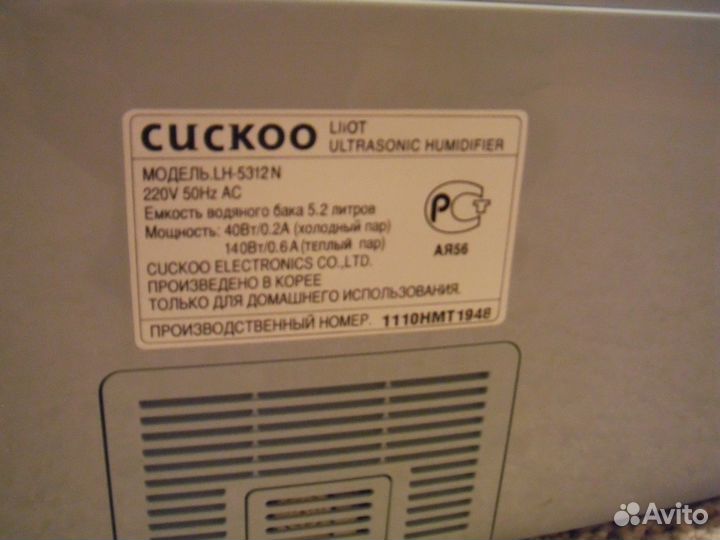 CUCKOO LiiOT
ULTRASONIC HUMIDIFIER
МОДЕЛЬ.LH-5312N
220V 50Hz AC
Емкость водяного бака 5.2 литров
Мощность: 40Вт/0.2А (холодный пар)
140Вт/0.6А (теплый пар)
CUCKOO ELECTRONICS CO.,LTD.
ПРОИЗВЕДЕНО В КОРЕЕ
ТОЛЬКО ДЛЯ ДОМАШНЕГО ИСПОЛЬЗОВАНИЯ.
ПРОИЗВОДСТВЕННЫЙ НОМЕР. 1110HMT1948
РСТ
АЯ56
Avito